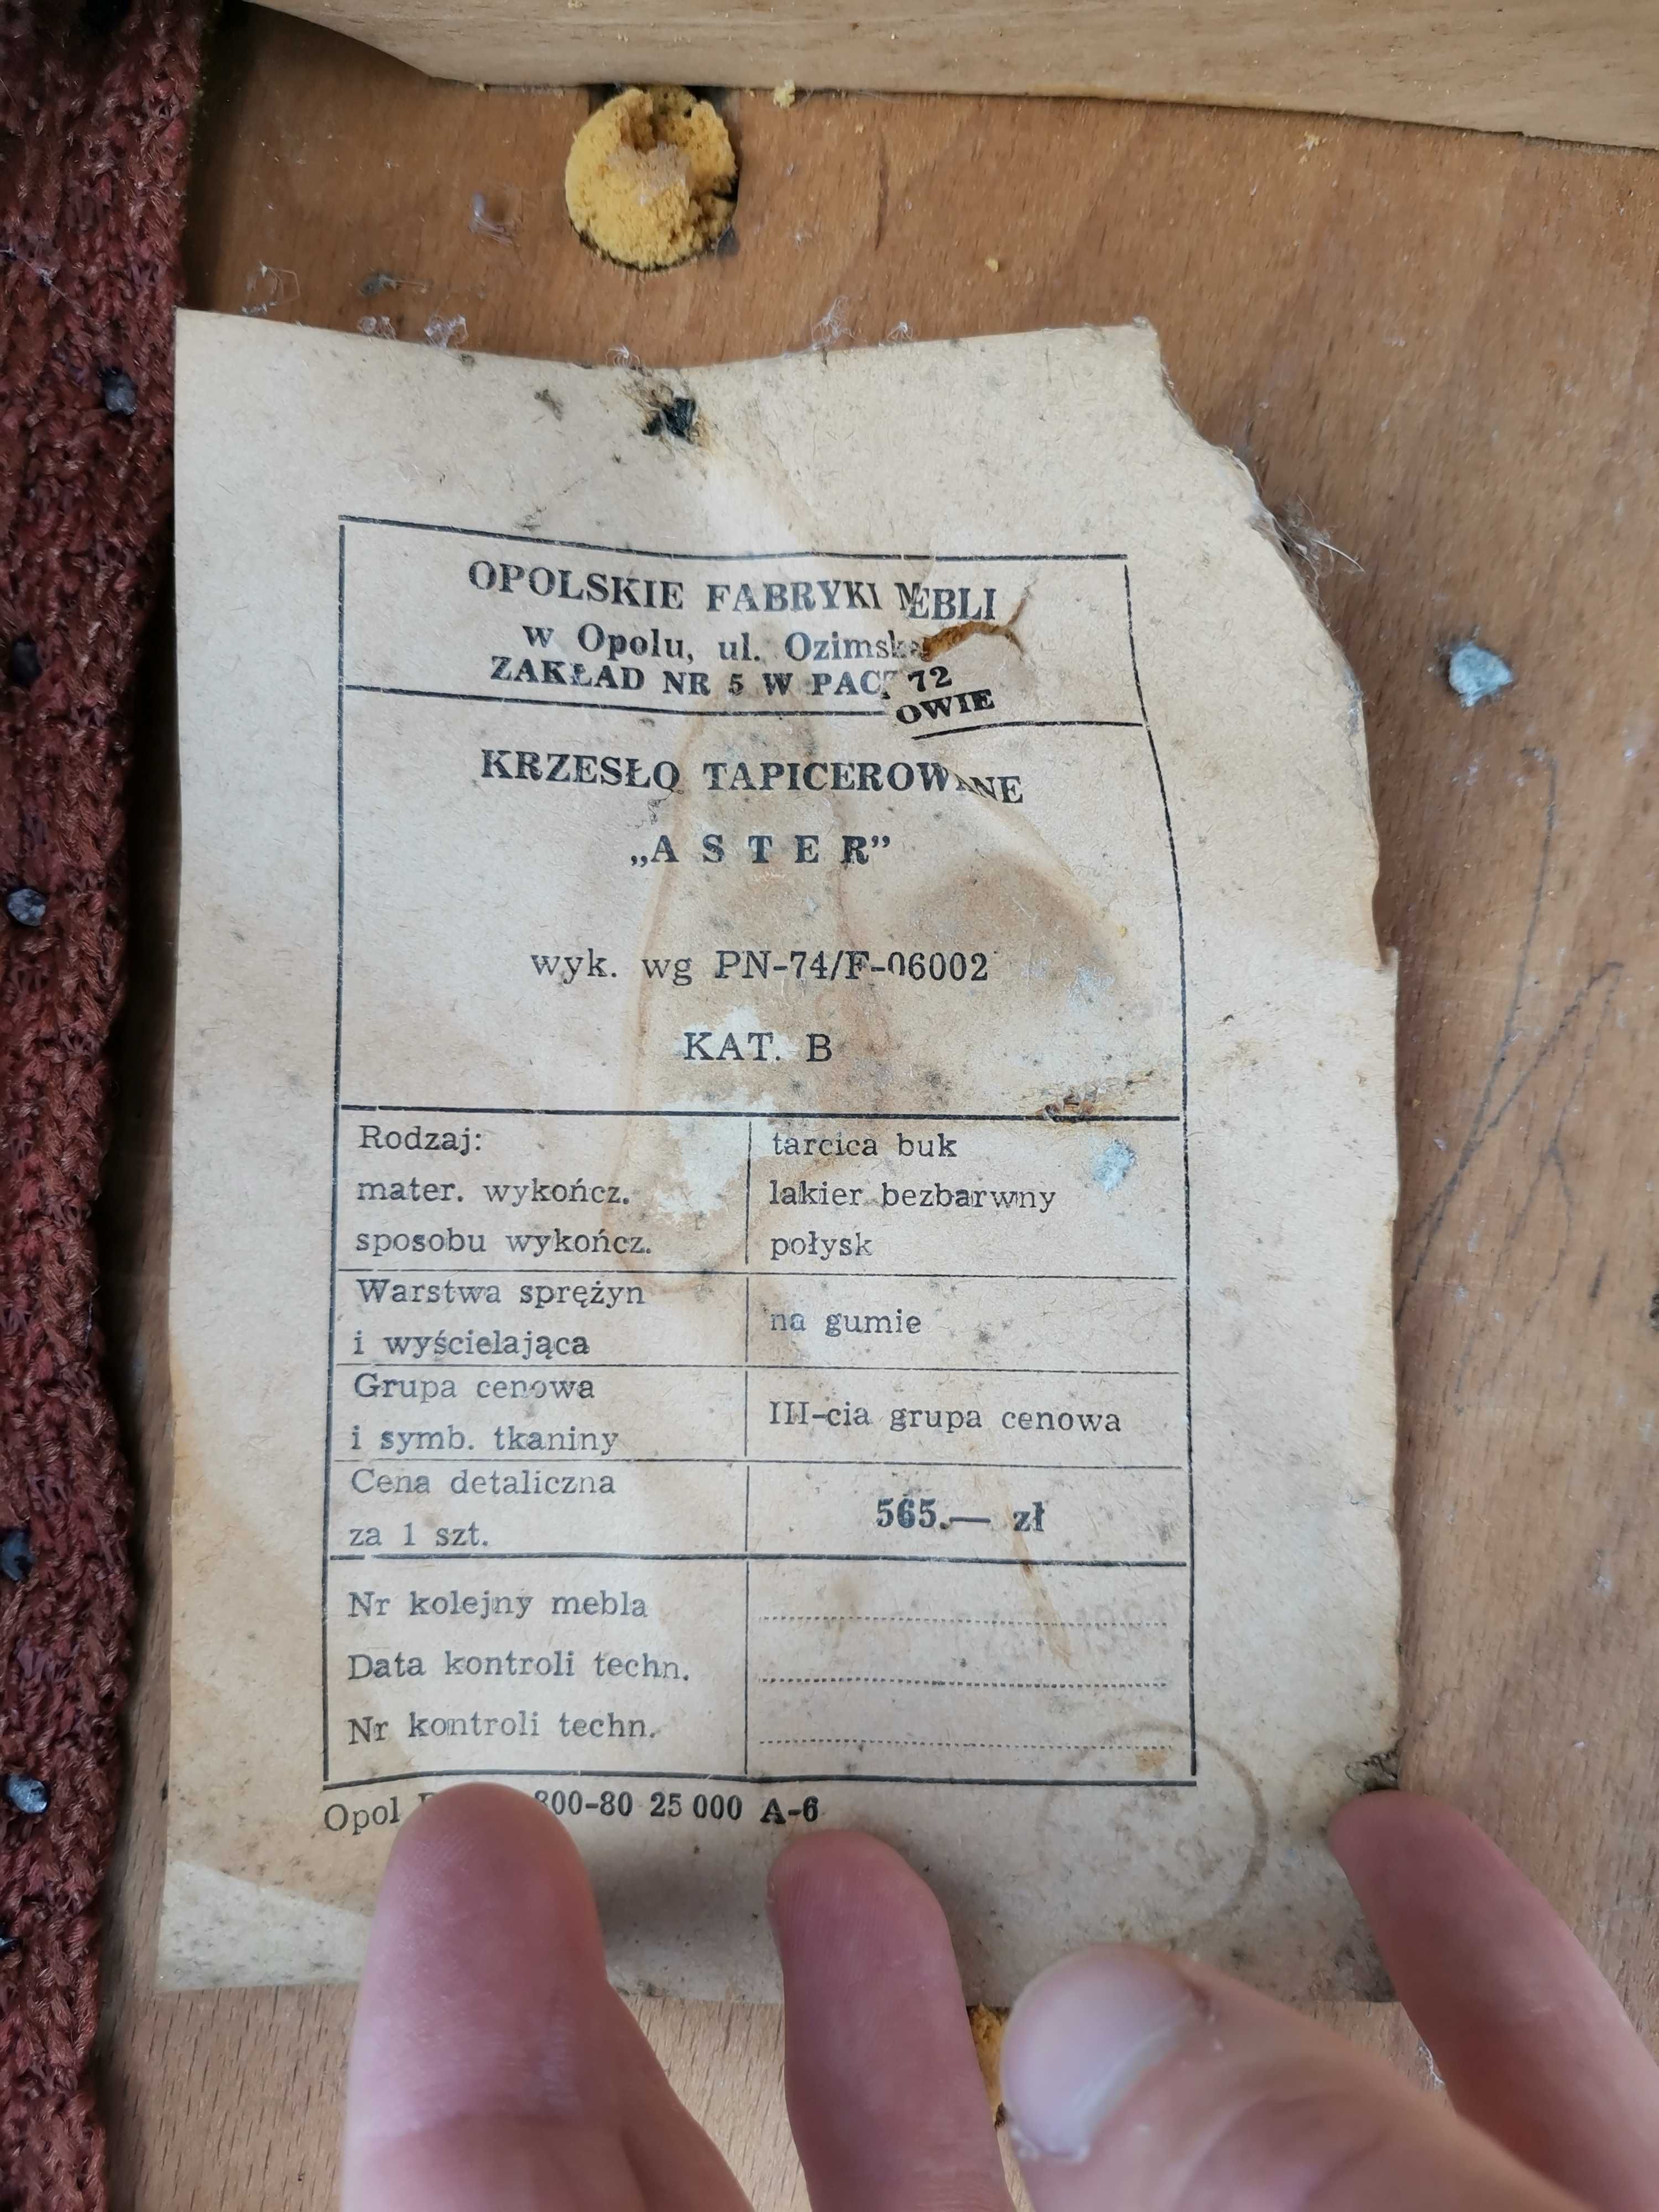 OPOLSKIE FABRYKI MEBLI
w Opolu, ul. Ozimska 72
ZAKŁAD NR 5 W PACZ OWIE
KRZESŁO TAPICEROWANE
„ASTER”
wyk. wg PN-74/F-06002
KAT. B
Rodzaj: tarcica buk
mater. wykończ. lakier bezbarwny
sposobu wykończ. połysk
Warstwa sprężyn
i wyścielająca na gumie
Grupa cenowa
i symb. tkaniny III-cia grupa cenowa
Cena detaliczna
za 1 szt. 565.— zł
Nr kolejny mebla
Data kontroli techn.
Nr kontroli techn.
Opol 800-80 25 000 A-6